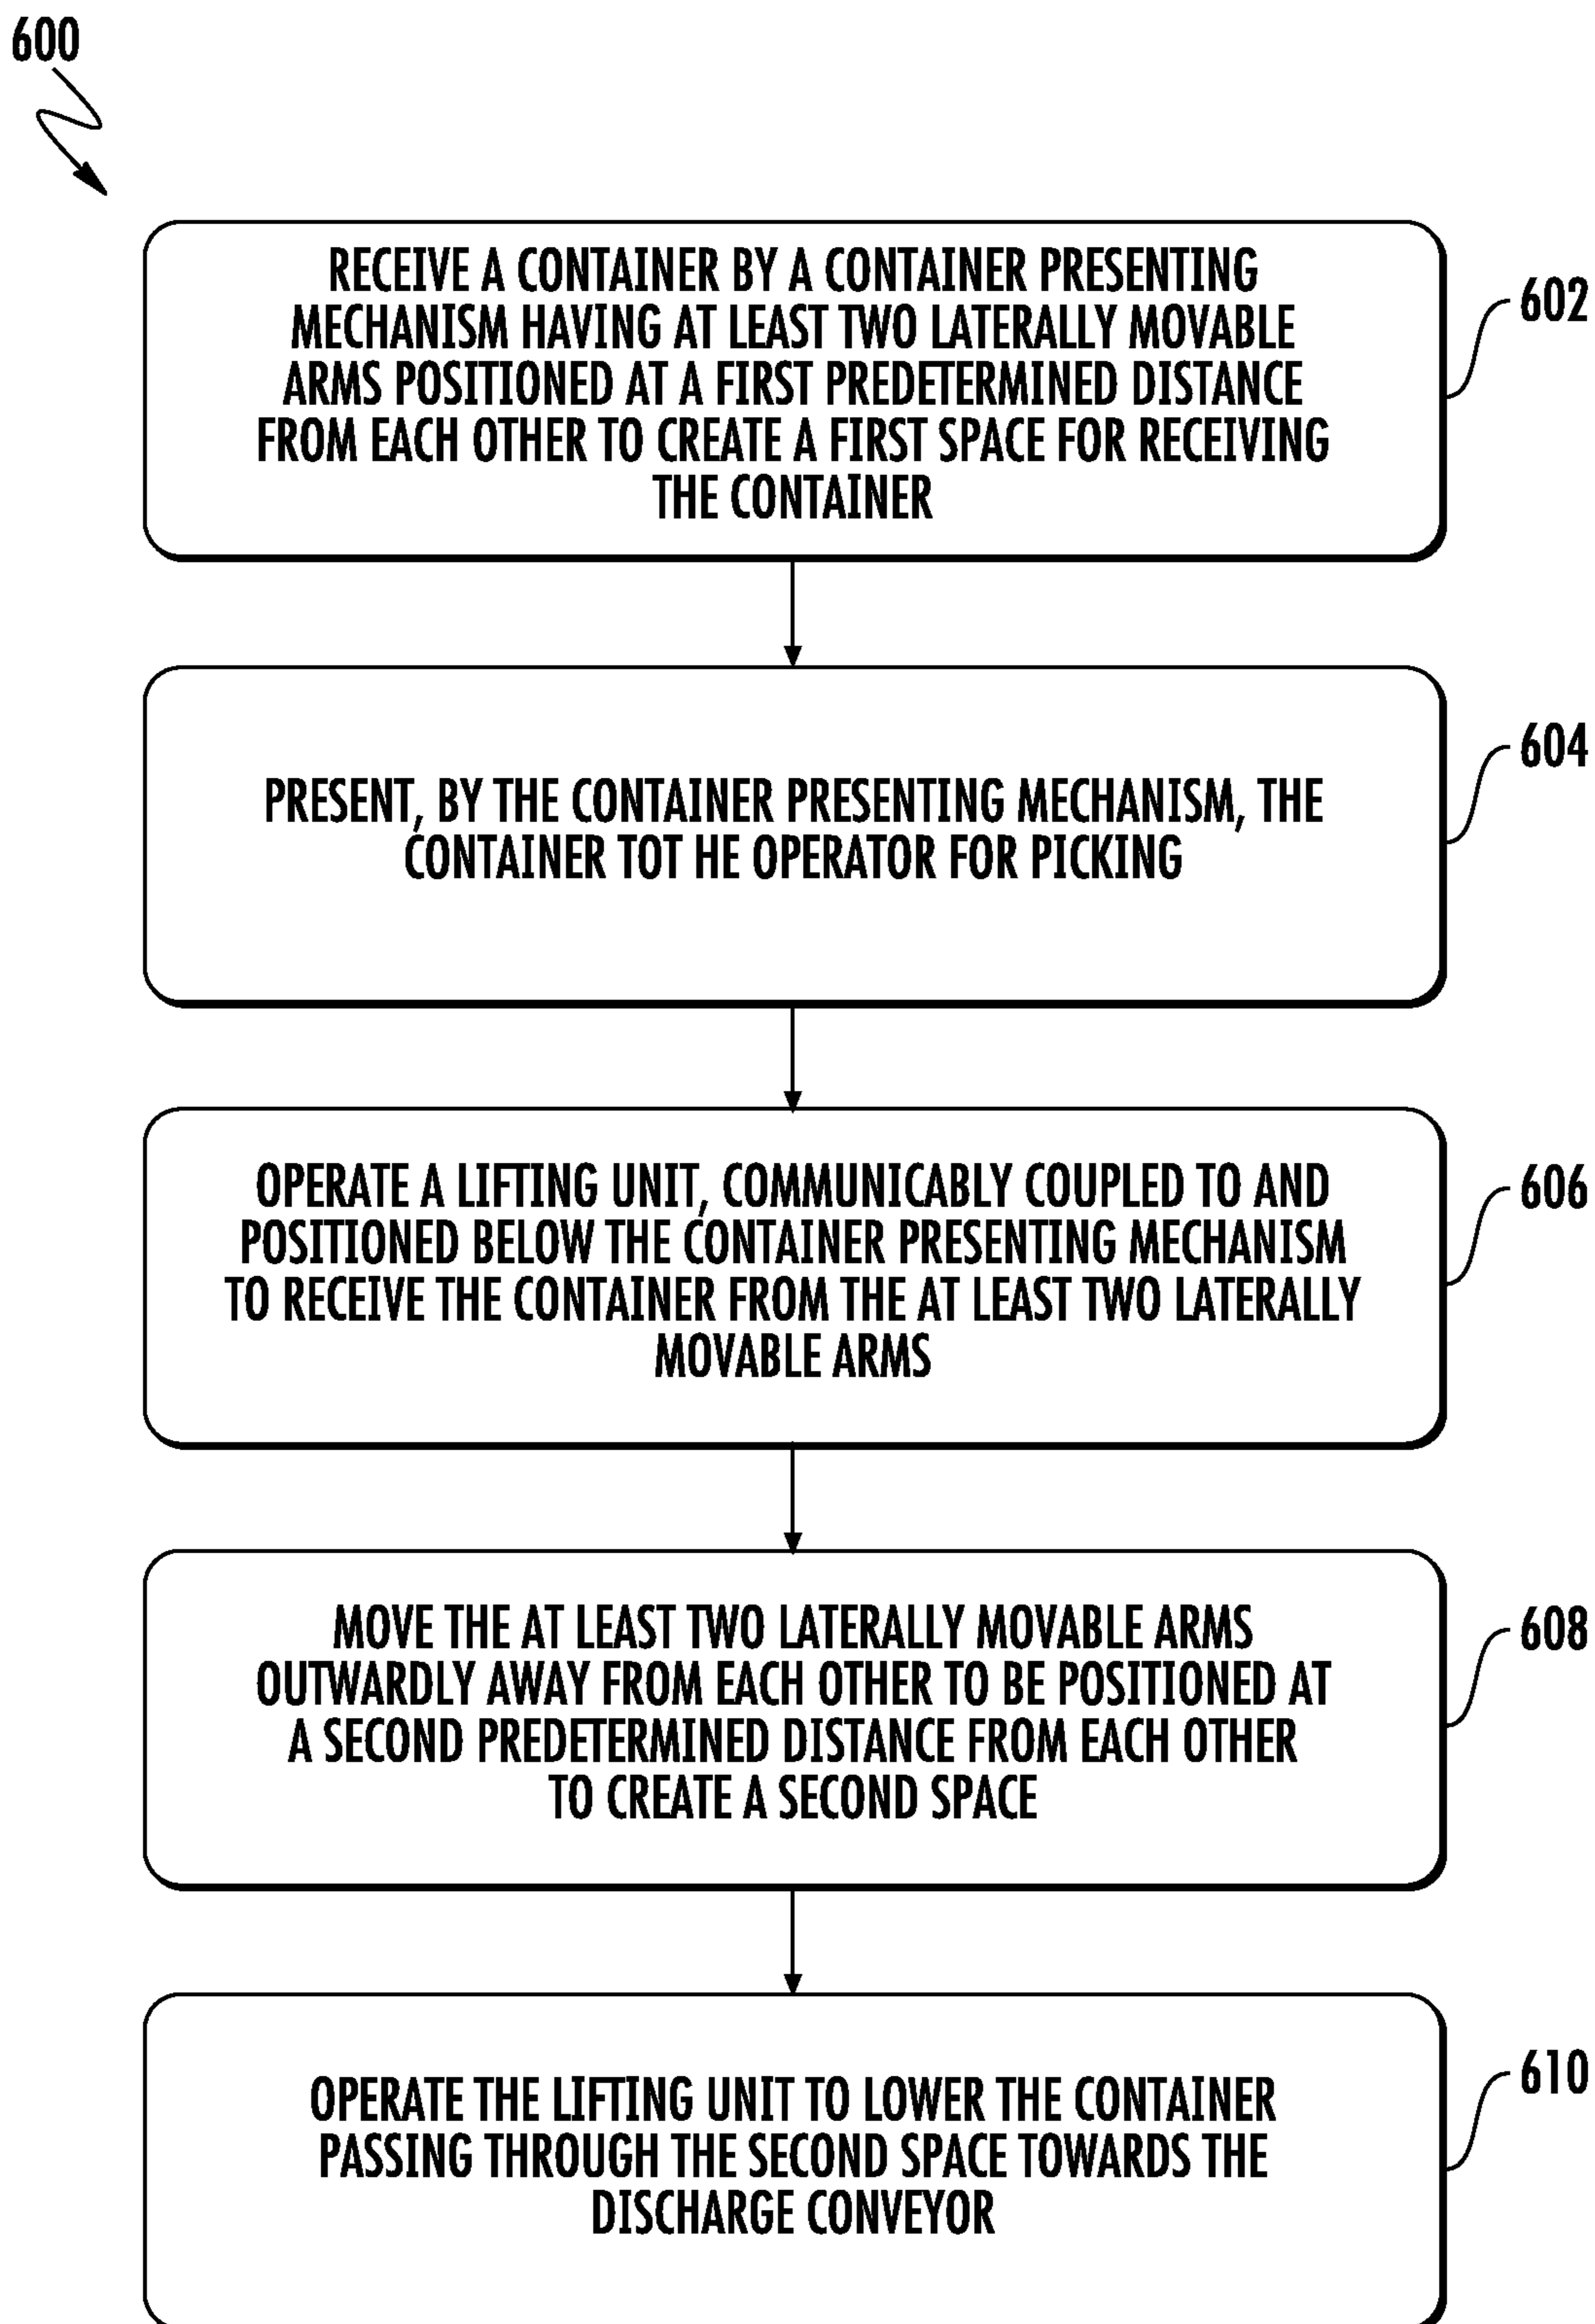 600
RECEIVE A CONTAINER BY A CONTAINER PRESENTING
MECHANISM HAVING AT LEAST TWO LATERALLY MOVABLE
ARMS POSITIONED AT A FIRST PREDETERMINED DISTANCE
FROM EACH OTHER TO CREATE A FIRST SPACE FOR RECEIVING
THE CONTAINER
602
PRESENT, BY THE CONTAINER PRESENTING MECHANISM, THE
CONTAINER TOT HE OPERATOR FOR PICKING
604
OPERATE A LIFTING UNIT, COMMUNICABLY COUPLED TO AND
POSITIONED BELOW THE CONTAINER PRESENTING MECHANISM
TO RECEIVE THE CONTAINER FROM THE AT LEAST TWO LATERALLY
MOVABLE ARMS
606
MOVE THE AT LEAST TWO LATERALLY MOVABLE ARMS
OUTWARDLY AWAY FROM EACH OTHER TO BE POSITIONED AT
A SECOND PREDETERMINED DISTANCE FROM EACH OTHER
TO CREATE A SECOND SPACE
608
OPERATE THE LIFTING UNIT TO LOWER THE CONTAINER
PASSING THROUGH THE SECOND SPACE TOWARDS THE
DISCHARGE CONVEYOR
610